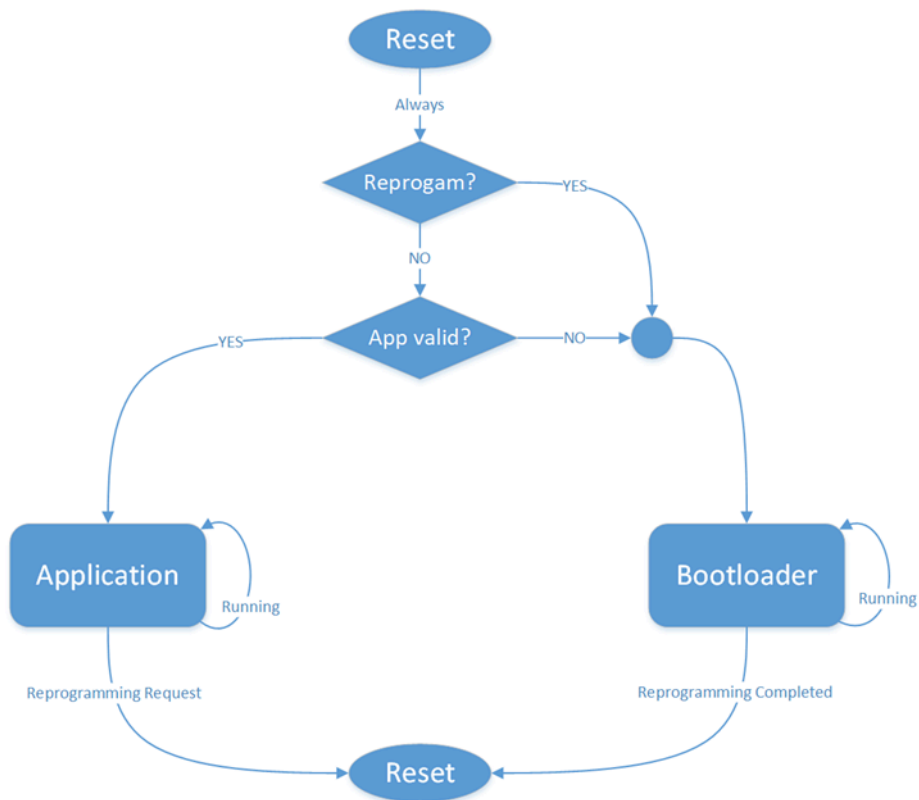 Reset
Always
Reprogam?
YES
NO
App valid?
YES
NO
Application
Running
Bootloader
Running
Reprogramming Request
Reprogramming Completed
Reset